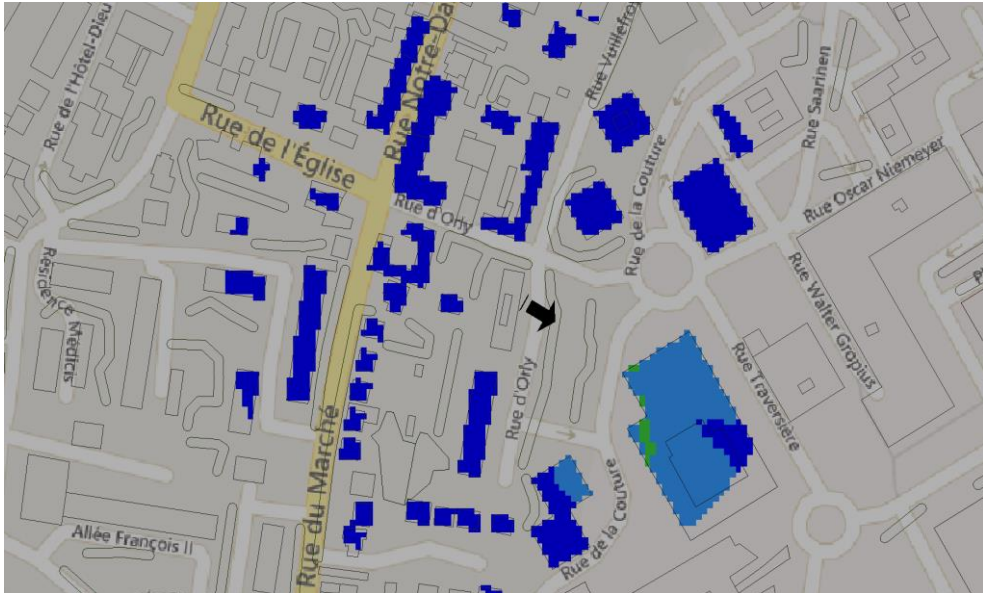 Rue de l'Hôtel-Dieu
Rue Notre-Da
Rue Vuillefroy
Rue Saarinen
Rue de l'Église
Rue d'Orly
Rue de la Couture
Rue Oscar Niemeyer
Résidence Médicis
Rue Walter Gropius
Rue Traversière
Rue d'Orly
Rue du Marché
Rue de la Couture
Allée François II